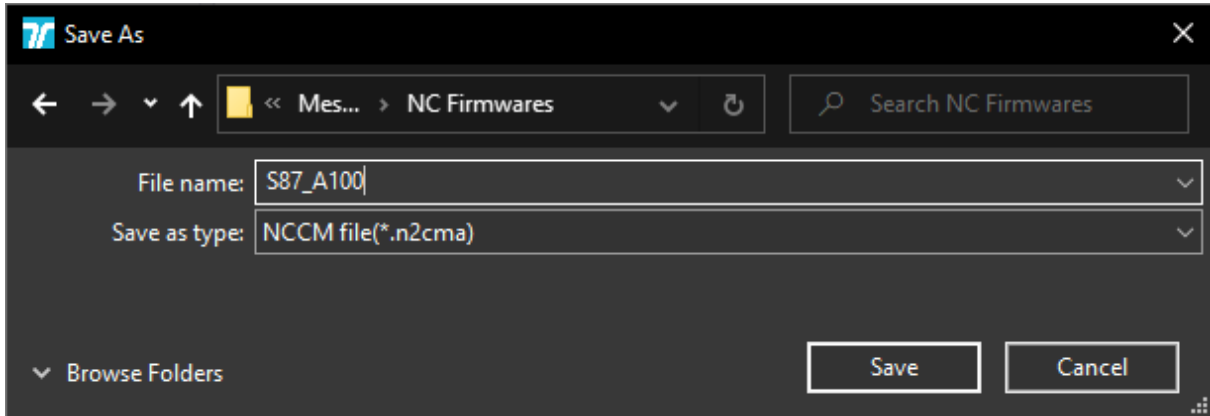 Save As
« Mes... > NC Firmwares
Search NC Firmwares
File name: S87_A100
Save as type: NCCM file(*.n2cma)
Browse Folders
Save
Cancel